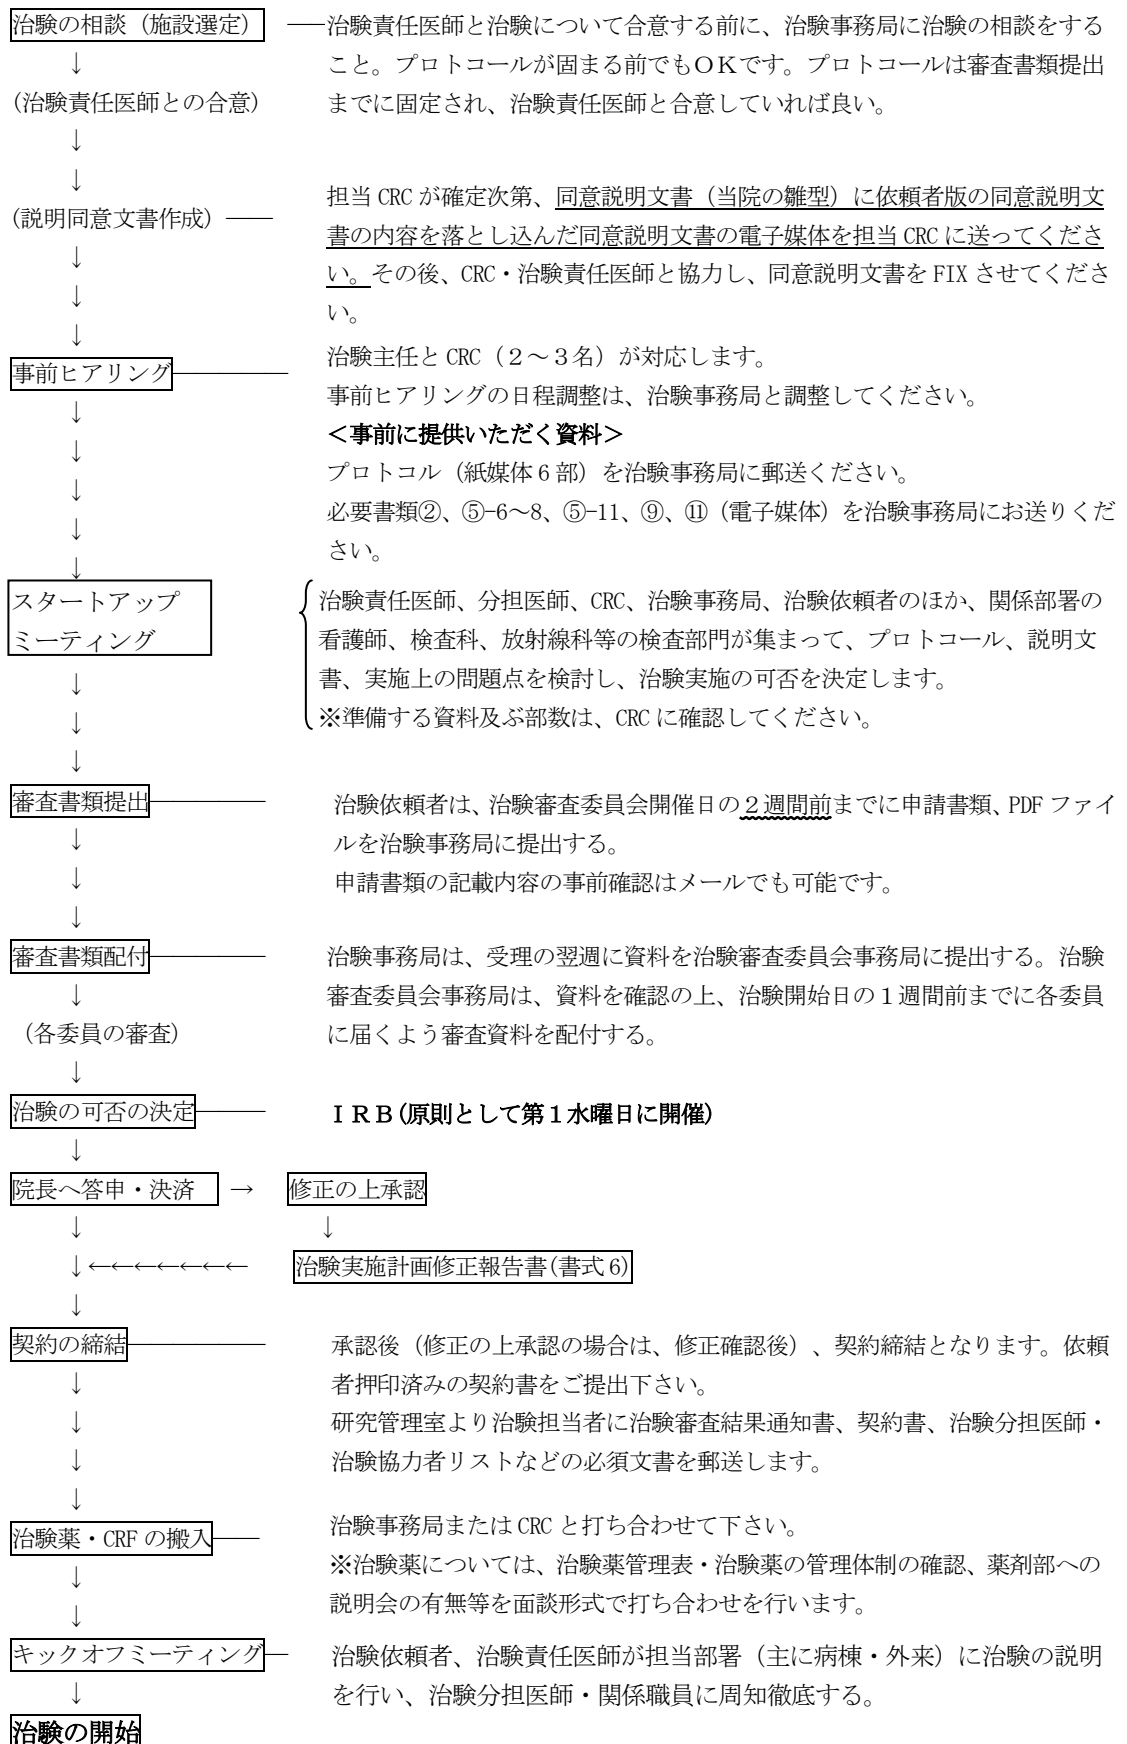 治験の相談（施設選定） ――治験責任医師と治験について合意する前に、治験事務局に治験の相談をする
↓ こと。プロトコールが固まる前でもＯＫです。プロトコールは審査書類提出
(治験責任医師との合意) までに固定され、治験責任医師と合意していれば良い。
↓
↓
担当 CRC が確定次第、同意説明文書（当院の雛型）に依頼者版の同意説明文
(説明同意文書作成）――
書の内容を落とし込んだ同意説明文書の電子媒体を担当 CRC に送ってくださ
↓
い。その後、CRC・治験責任医師と協力し、同意説明文書を FIX させてくださ
↓
い。
↓
治験主任と CRC（２～３名）が対応します。
事前ヒアリング―――――
事前ヒアリングの日程調整は、治験事務局と調整してください。
↓
＜事前に提供いただく資料＞
↓
プロトコル（紙媒体 6 部）を治験事務局に郵送ください。
↓
必要書類②、⑤-6～8、⑤-11、⑨、⑪（電子媒体）を治験事務局にお送りくだ
↓
さい。
↓
スタートアップ 治験責任医師、分担医師、CRC、治験事務局、治験依頼者のほか、関係部署の
ミーティング 看護師、検査科、放射線科等の検査部門が集まって、プロトコール、説明文
↓ 書、実施上の問題点を検討し、治験実施の可否を決定します。
↓ ※準備する資料及ぶ部数は、CRC に確認してください。
↓
審査書類提出――――― 治験依頼者は、治験審査委員会開催日の２週間前までに申請書類、PDF ファイ
↓ ルを治験事務局に提出する。
↓ 申請書類の記載内容の事前確認はメールでも可能です。
↓
審査書類配付――――― 治験事務局は、受理の翌週に資料を治験審査委員会事務局に提出する。治験
↓ 審査委員会事務局は、資料を確認の上、治験開始日の１週間前までに各委員
（各委員の審査） に届くよう審査資料を配付する。
↓
治験の可否の決定――― ＩＲＢ(原則として第１水曜日に開催)
↓
院長へ答申・決済 → 修正の上承認
↓ ↓
↓←←←←←←← 治験実施計画修正報告書(書式 6)
↓
契約の締結―――――― 承認後（修正の上承認の場合は、修正確認後）、契約締結となります。依頼
↓ 者押印済みの契約書をご提出下さい。
↓ 研究管理室より治験担当者に治験審査結果通知書、契約書、治験分担医師・
↓ 治験協力者リストなどの必須文書を郵送します。
↓
治験薬・CRF の搬入―― 治験事務局または CRC と打ち合わせて下さい。
↓ ※治験薬については、治験薬管理表・治験薬の管理体制の確認、薬剤部への
↓ 説明会の有無等を面談形式で打ち合わせを行います。
キックオフミーティング― 治験依頼者、治験責任医師が担当部署（主に病棟・外来）に治験の説明
↓ を行い、治験分担医師・関係職員に周知徹底する。
治験の開始